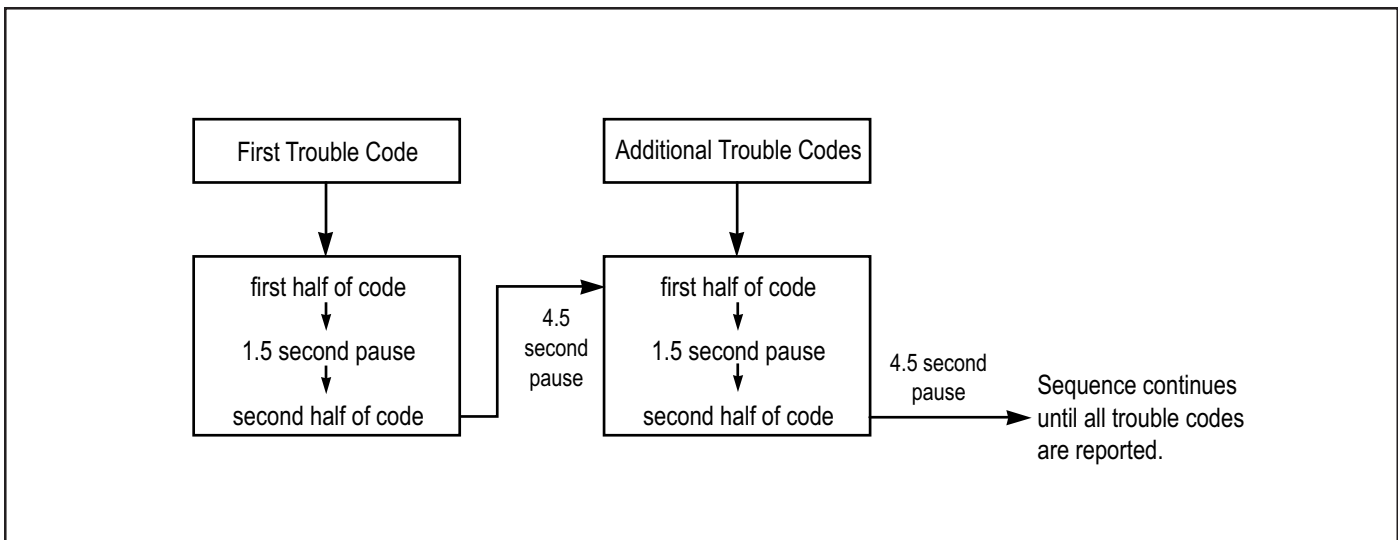 First Trouble Code
first half of code
1.5 second pause
second half of code
4.5
second
pause
Additional Trouble Codes
first half of code
1.5 second pause
second half of code
4.5 second
pause
Sequence continues
until all trouble codes
are reported.